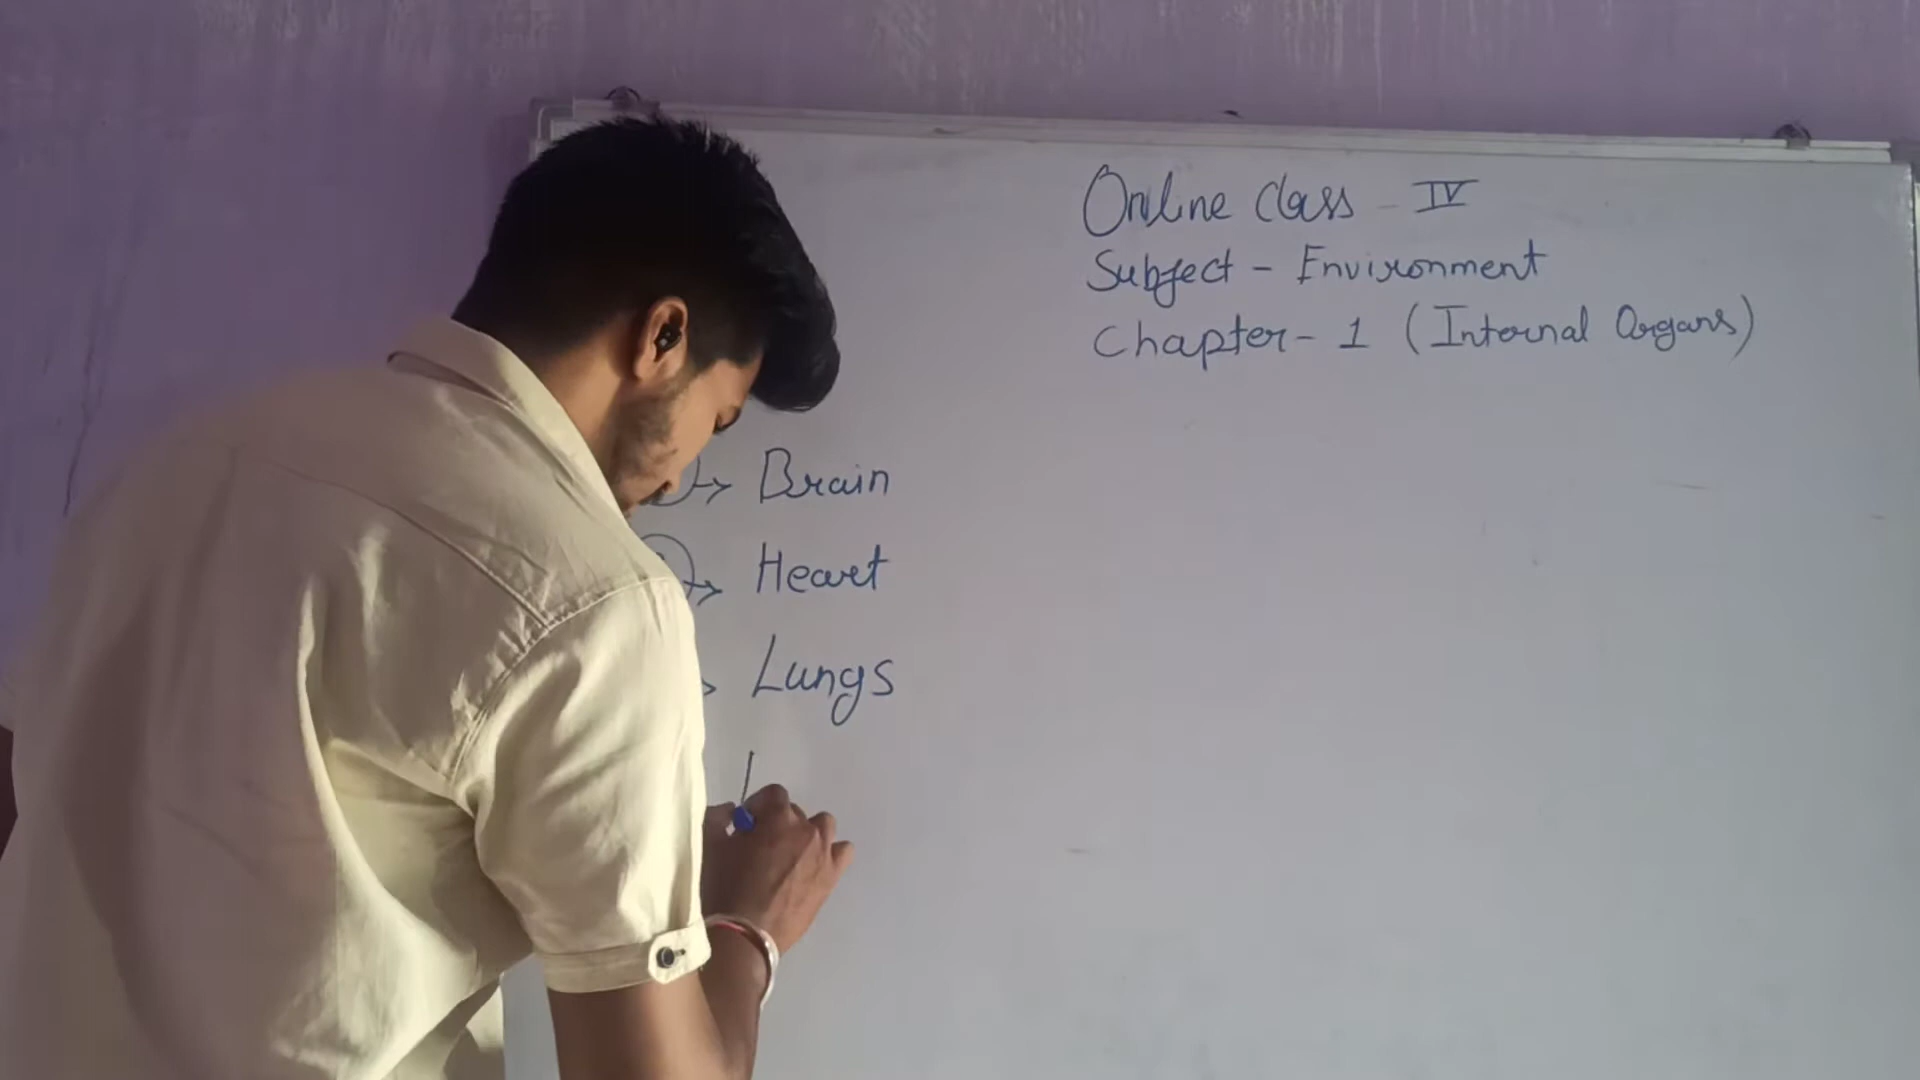 Online Class - IV
Subject - Environment
Chapter - 1 (Internal Organs)
→ Brain
→ Heart
Lungs